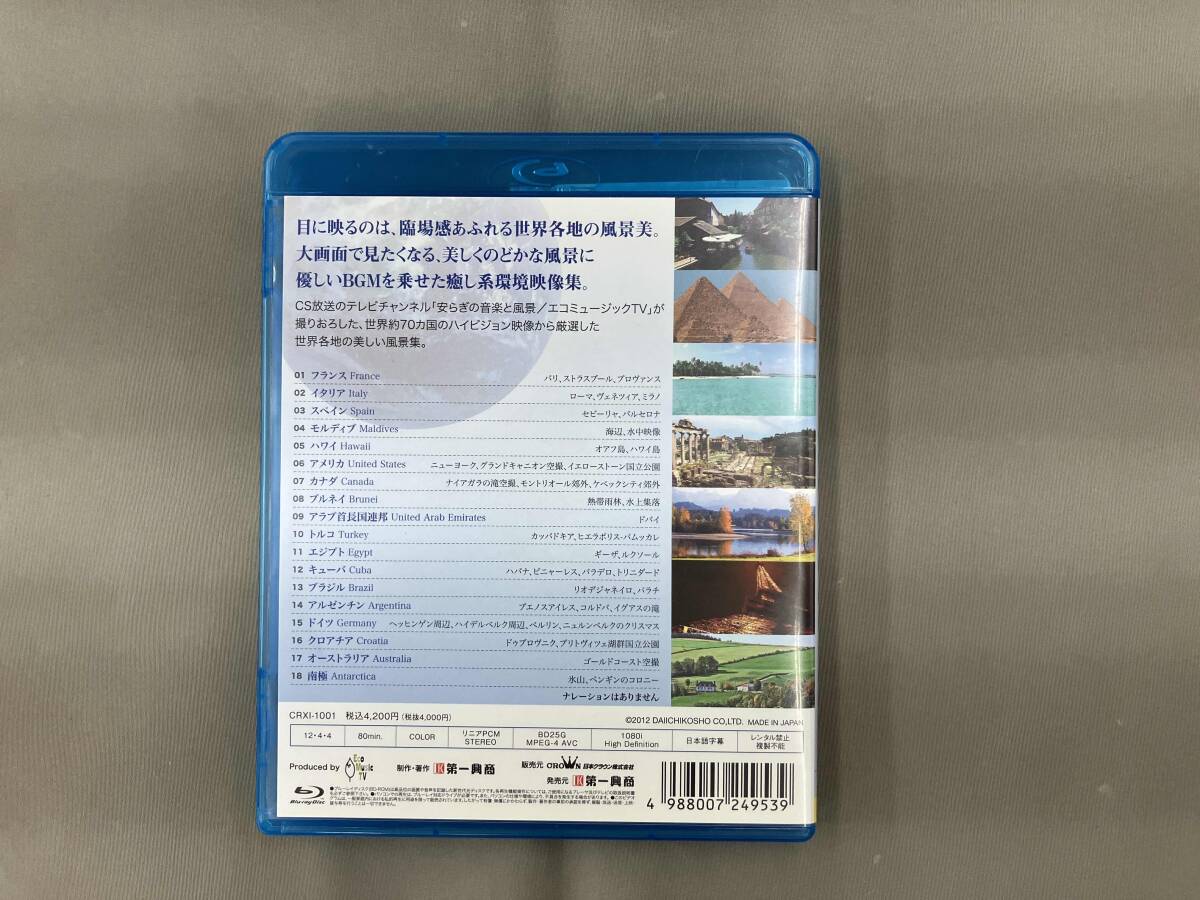 目に映るのは、臨場感あふれる世界各地の風景美。
大画面で見たくなる、美しくのどかな風景に
優しいBGMを乗せた癒し系環境映像集。
CS放送のテレビチャンネル「安らぎの音楽と風景／エコミュージックTV」が
撮りおろした、世界約70カ国のハイビジョン映像から厳選した
世界各地の美しい風景集。
01 フランス France パリ、ストラスブール、プロヴァンス
02 イタリア Italy ローマ、ヴェネツィア、ミラノ
03 スペイン Spain セビーリャ、バルセロナ
04 モルディブ Maldives 海辺、水中映像
05 ハワイ Hawaii オアフ島、ハワイ島
06 アメリカ United States ニューヨーク、グランドキャニオン空撮、イエローストーン国立公園
07 カナダ Canada ナイアガラの滝空撮、モントリオール郊外、ケベックシティ郊外
08 ブルネイ Brunei 熱帯雨林、水上集落
09 アラブ首長国連邦 United Arab Emirates ドバイ
10 トルコ Turkey カッパドキア、ヒエラポリス-パムッカレ
11 エジプト Egypt ギーザ、ルクソール
12 キューバ Cuba ハバナ、ビニャーレス、バラデロ、トリニダード
13 ブラジル Brazil リオデジャネイロ、パラチ
14 アルゼンチン Argentina ブエノスアイレス、コルドバ、イグアスの滝
15 ドイツ Germany ヘッヒンゲン周辺、ハイデルベルク周辺、ベルリン、ニュルンベルクのクリスマス
16 クロアチア Croatia ドゥブロヴニク、プリトヴィツェ湖群国立公園
17 オーストラリア Australia ゴールドコースト空撮
18 南極 Antarctica 氷山、ペンギンのコロニー
ナレーションはありません
CRXI-1001 税込4,200円(税抜4,000円) ©2012 DAIICHIKOSHO CO,LTD. MADE IN JAPAN
12・4・4 80min. COLOR リニアPCM STEREO BD25G MPEG-4 AVC 1080i High Definition 日本語字幕 レンタル禁止 複製不能
Produced by Eco Music TV 制作・著作 第一興商 販売元 CROWN 日本クラウン株式会社
発売元 第一興商
Blu-ray Disc
4 988007 249539